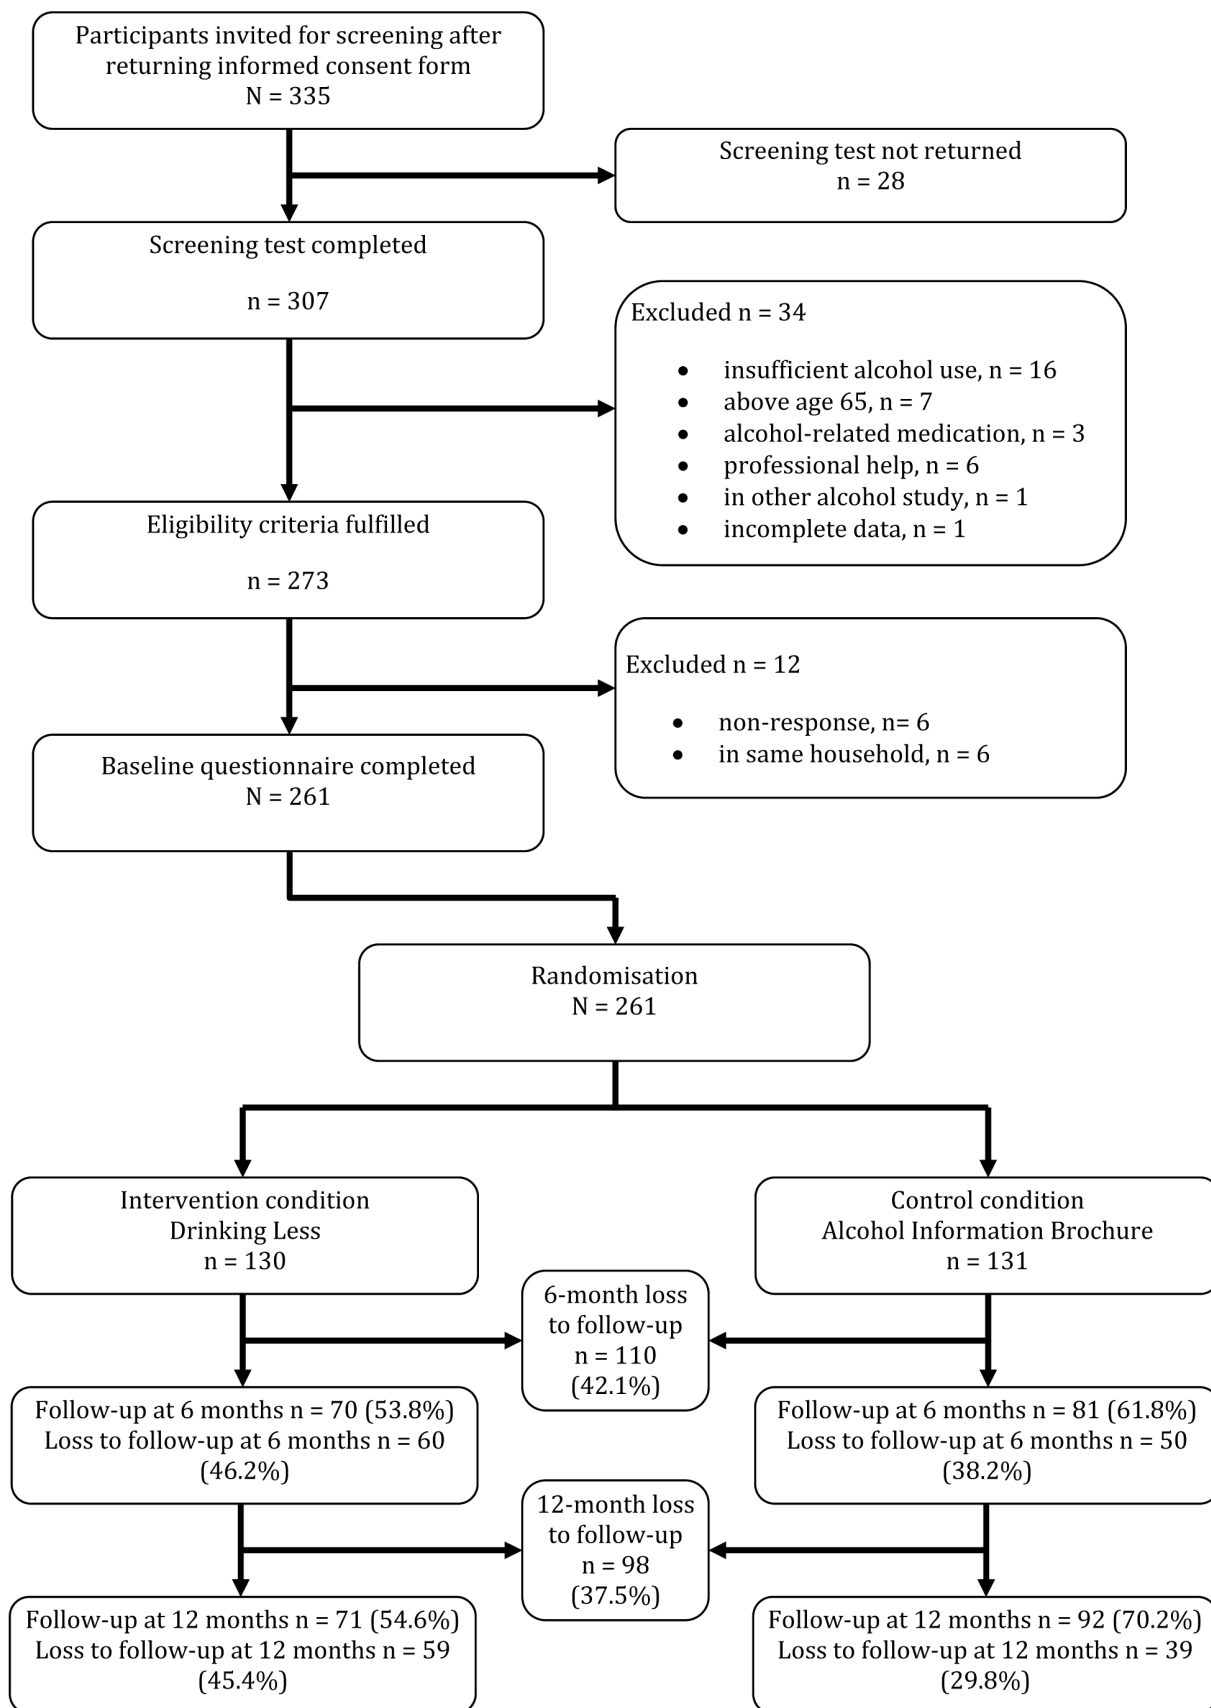 Participants invited for screening after
returning informed consent form
N = 335
Screening test not returned
n = 28
Screening test completed
n = 307
Excluded n = 34
• insufficient alcohol use, n = 16
• above age 65, n = 7
• alcohol-related medication, n = 3
• professional help, n = 6
• in other alcohol study, n = 1
• incomplete data, n = 1
Eligibility criteria fulfilled
n = 273
Excluded n = 12
• non-response, n= 6
• in same household, n = 6
Baseline questionnaire completed
N = 261
Randomisation
N = 261
Intervention condition
Drinking Less
n = 130
Control condition
Alcohol Information Brochure
n = 131
6-month loss
to follow-up
n = 110
(42.1%)
Follow-up at 6 months n = 70 (53.8%)
Loss to follow-up at 6 months n = 60
(46.2%)
Follow-up at 6 months n = 81 (61.8%)
Loss to follow-up at 6 months n = 50
(38.2%)
12-month loss
to follow-up
n = 98
(37.5%)
Follow-up at 12 months n = 71 (54.6%)
Loss to follow-up at 12 months n = 59
(45.4%)
Follow-up at 12 months n = 92 (70.2%)
Loss to follow-up at 12 months n = 39
(29.8%)